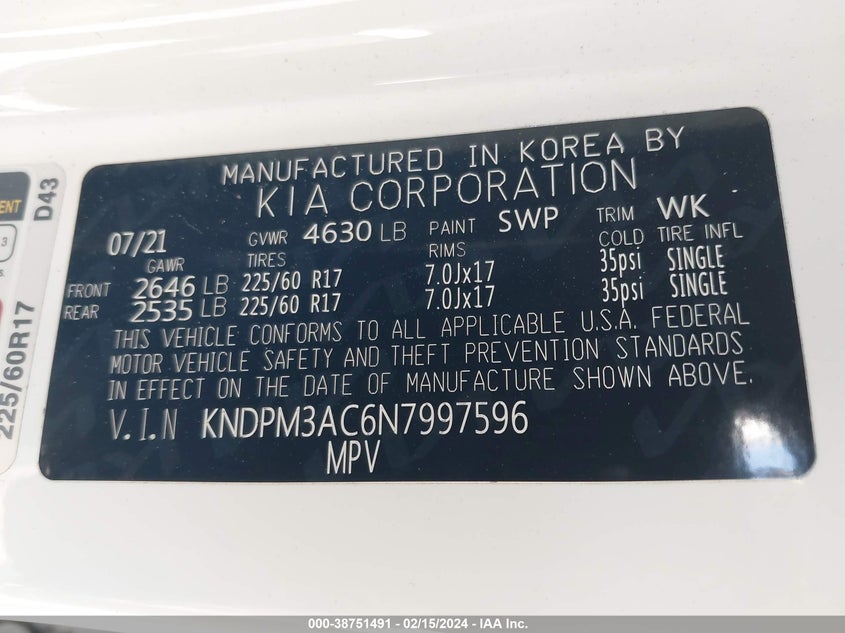 MANUFACTURED IN KOREA BY
KIA CORPORATION
07/21 GVWR 4630 LB PAINT SWP TRIM WK
GAWR TIRES RIMS COLD TIRE INFL
FRONT 2646 LB 225/60 R17 7.0Jx17 35psi SINGLE
REAR 2535 LB 225/60 R17 7.0Jx17 35psi SINGLE
THIS VEHICLE CONFORMS TO ALL APPLICABLE U.S.A. FEDERAL
MOTOR VEHICLE SAFETY AND THEFT PREVENTION STANDARDS
IN EFFECT ON THE DATE OF MANUFACTURE SHOWN ABOVE.
V.I.N KNDPM3AC6N7997596
MPV
D43
225/60R17
000-38751491 - 02/15/2024 - IAA Inc.